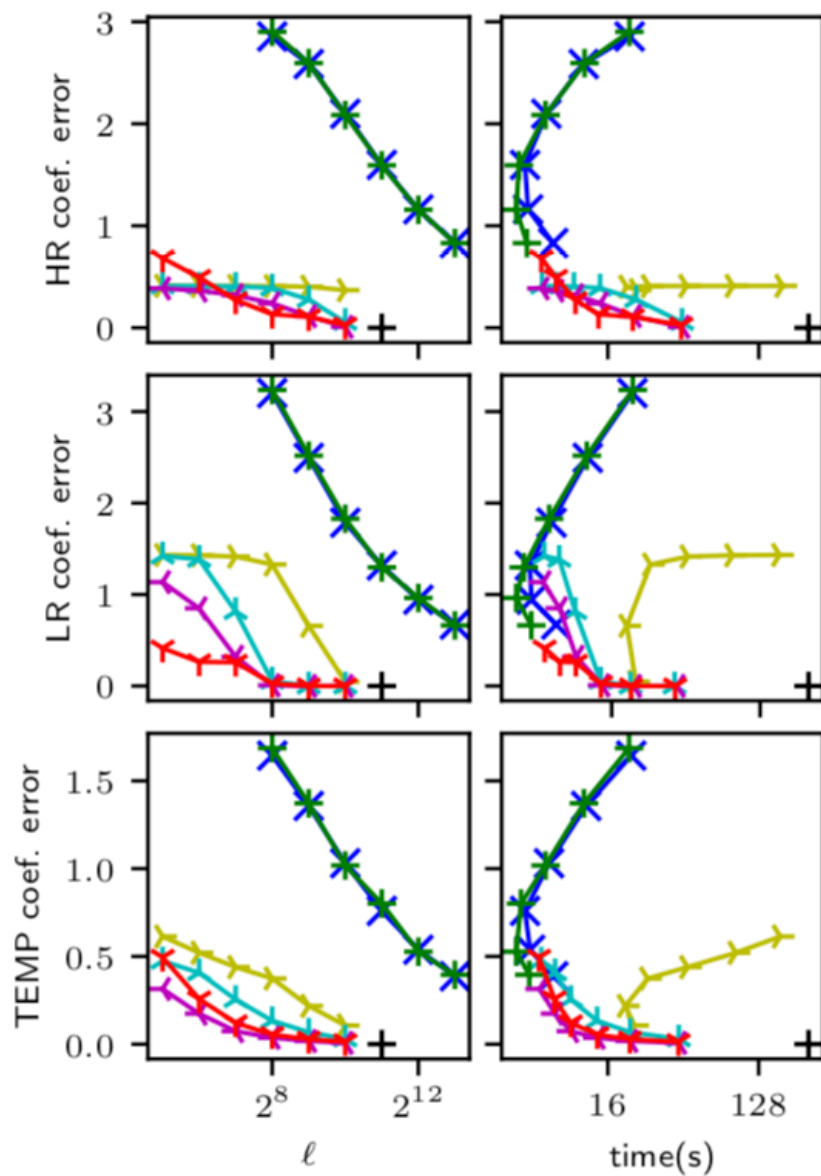 HR coef. error
3
2
1
0
LR coef. error
3
2
1
0
TEMP coef. error
1.5
1.0
0.5
0.0
2^8 2^12
16 128
ℓ
time(s)